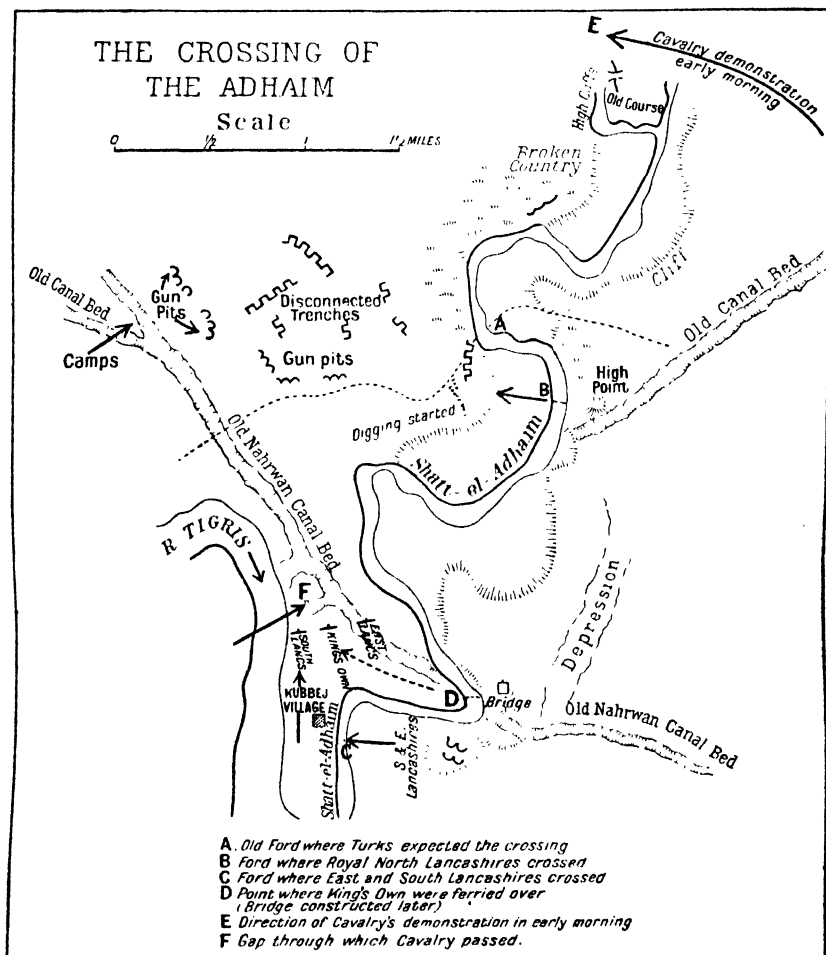 THE CROSSING OF
THE ADHAIM
Scale
0 1/2 1 1 1/2 MILES
E
Cavalry demonstration
early morning
High Cliffs
Old Course
Broken
Country
Cliff
Old Canal Bed
Gun
Pits
Disconnected
Trenches
Old Canal Bed
A
Camps
Gun pits
High
Point
B
Digging started
Shatt-el-Adhaim
Old Nahrwan Canal Bed
R TIGRIS
F
Depression
SOUTH
LANCS
KINGS OWN
EAST
LANCS
KUBBEJ
VILLAGE
D
Bridge
Old Nahrwan Canal Bed
Shatt-el-Adhaim
C
S & E.
Lancashires
A. Old Ford where Turks expected the crossing
B Ford where Royal North Lancashires crossed
C Ford where East and South Lancashires crossed
D Point where King's Own were ferried over
(Bridge constructed later)
E Direction of Cavalry's demonstration in early morning
F Gap through which Cavalry passed.